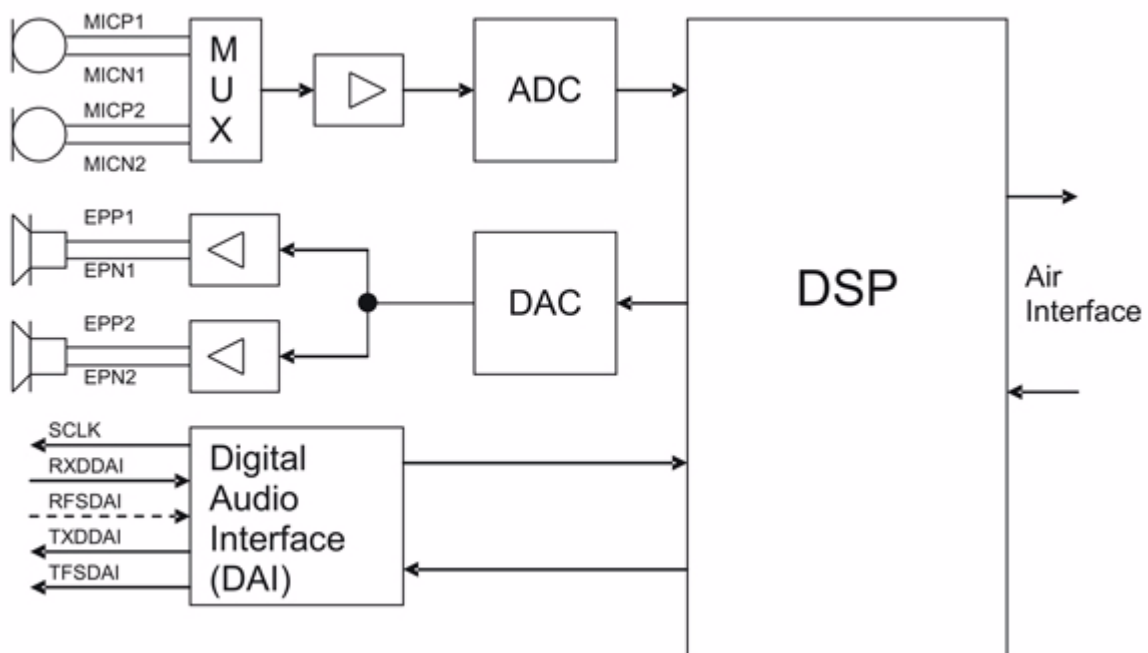 MICP1
MICN1
MICP2
MICN2
M
U
X
ADC
EPP1
EPN1
EPP2
EPN2
DAC
DSP
Air
Interface
SCLK
RXDDAI
RFSDAI
TXDDAI
TFSDAI
Digital
Audio
Interface
(DAI)